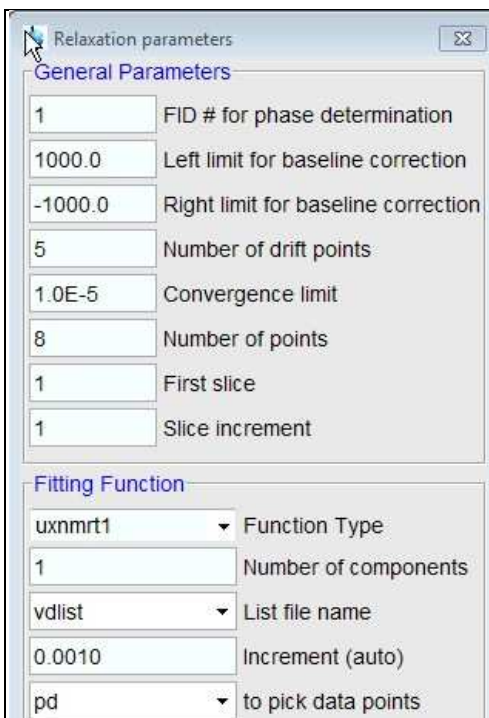 Relaxation parameters
General Parameters
1 FID # for phase determination
1000.0 Left limit for baseline correction
-1000.0 Right limit for baseline correction
5 Number of drift points
1.0E-5 Convergence limit
8 Number of points
1 First slice
1 Slice increment
Fitting Function
uxnmrt1 Function Type
1 Number of components
vdlist List file name
0.0010 Increment (auto)
pd to pick data points